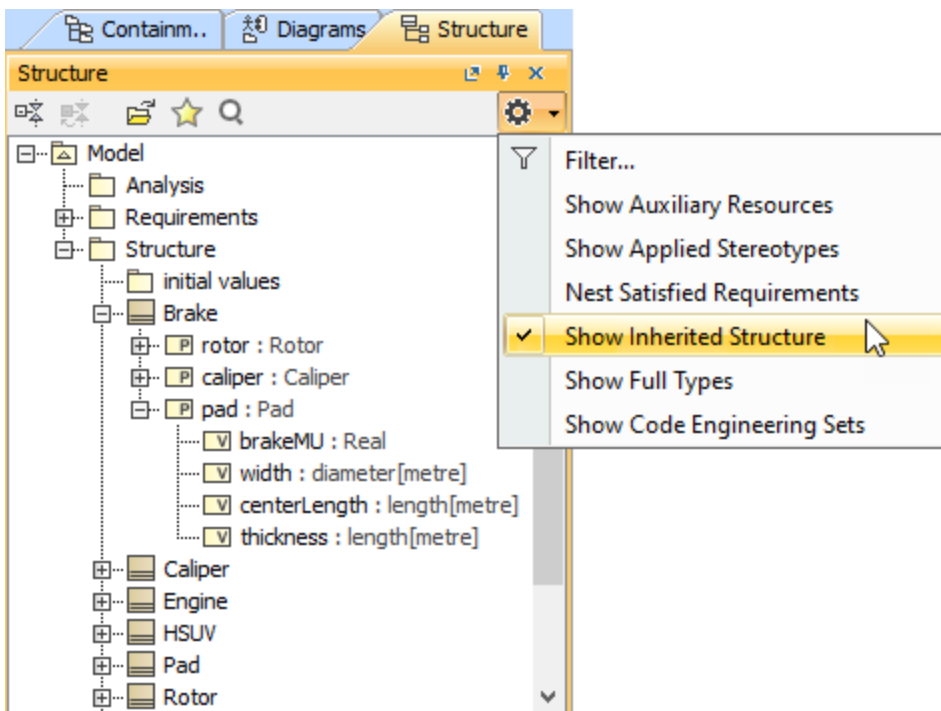 Containm..
Diagrams
Structure
Structure
Model
Analysis
Requirements
Structure
initial values
Brake
P rotor : Rotor
P caliper : Caliper
P pad : Pad
V brakeMU : Real
V width : diameter[metre]
V centerLength : length[metre]
V thickness : length[metre]
Caliper
Engine
HSUV
Pad
Rotor
Filter...
Show Auxiliary Resources
Show Applied Stereotypes
Nest Satisfied Requirements
Show Inherited Structure
Show Full Types
Show Code Engineering Sets